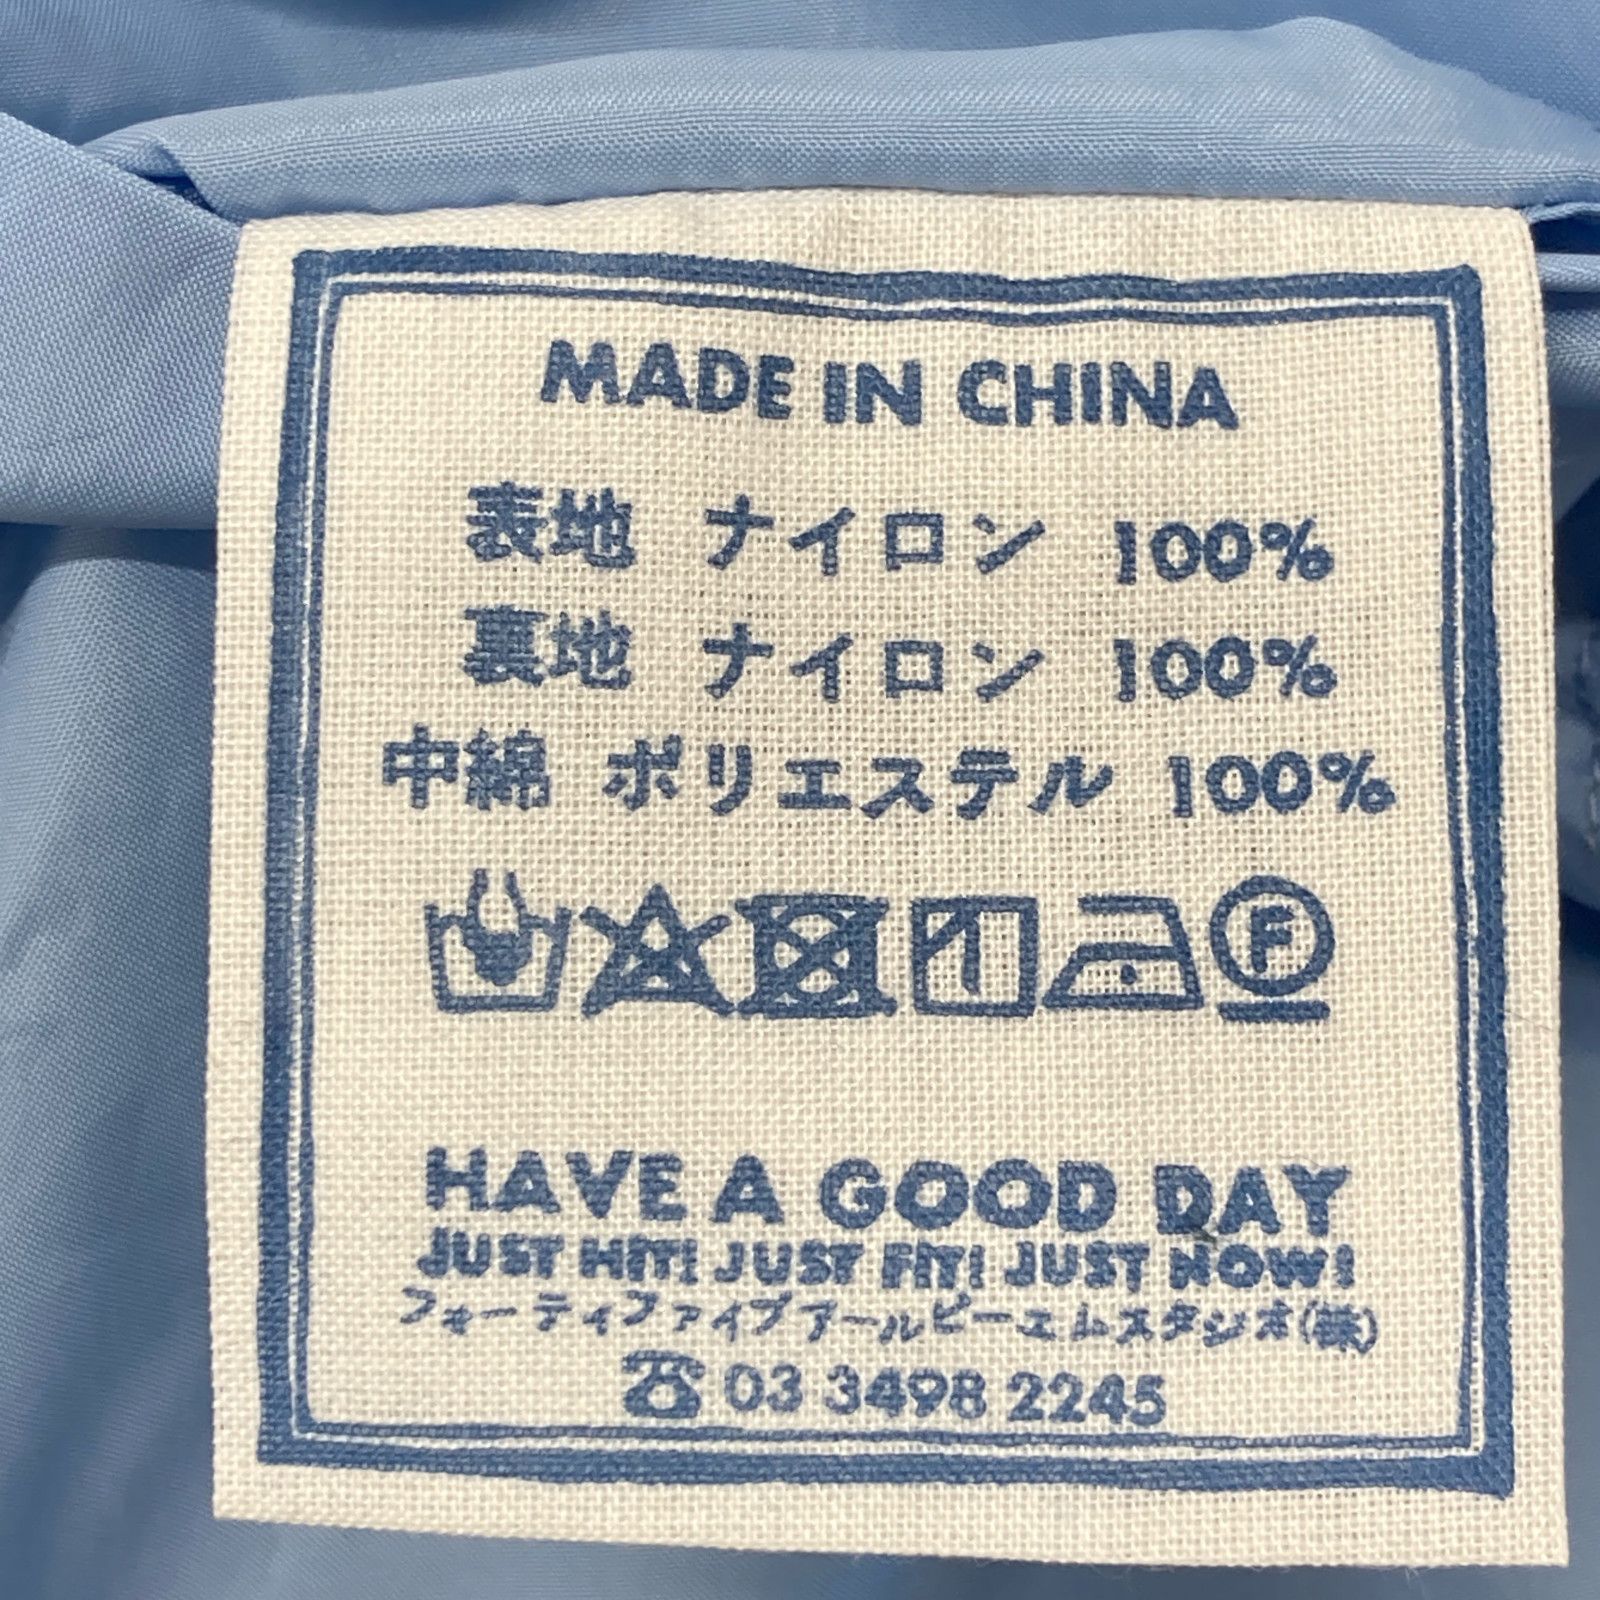 MADE IN CHINA
表地 ナイロン 100%
裏地 ナイロン 100%
中綿 ポリエステル 100%
F
HAVE A GOOD DAY
JUST HIT! JUST FIT! JUST NOW!
フォーティファイブアールピーエムスタジオ(株)
☎03 3498 2245